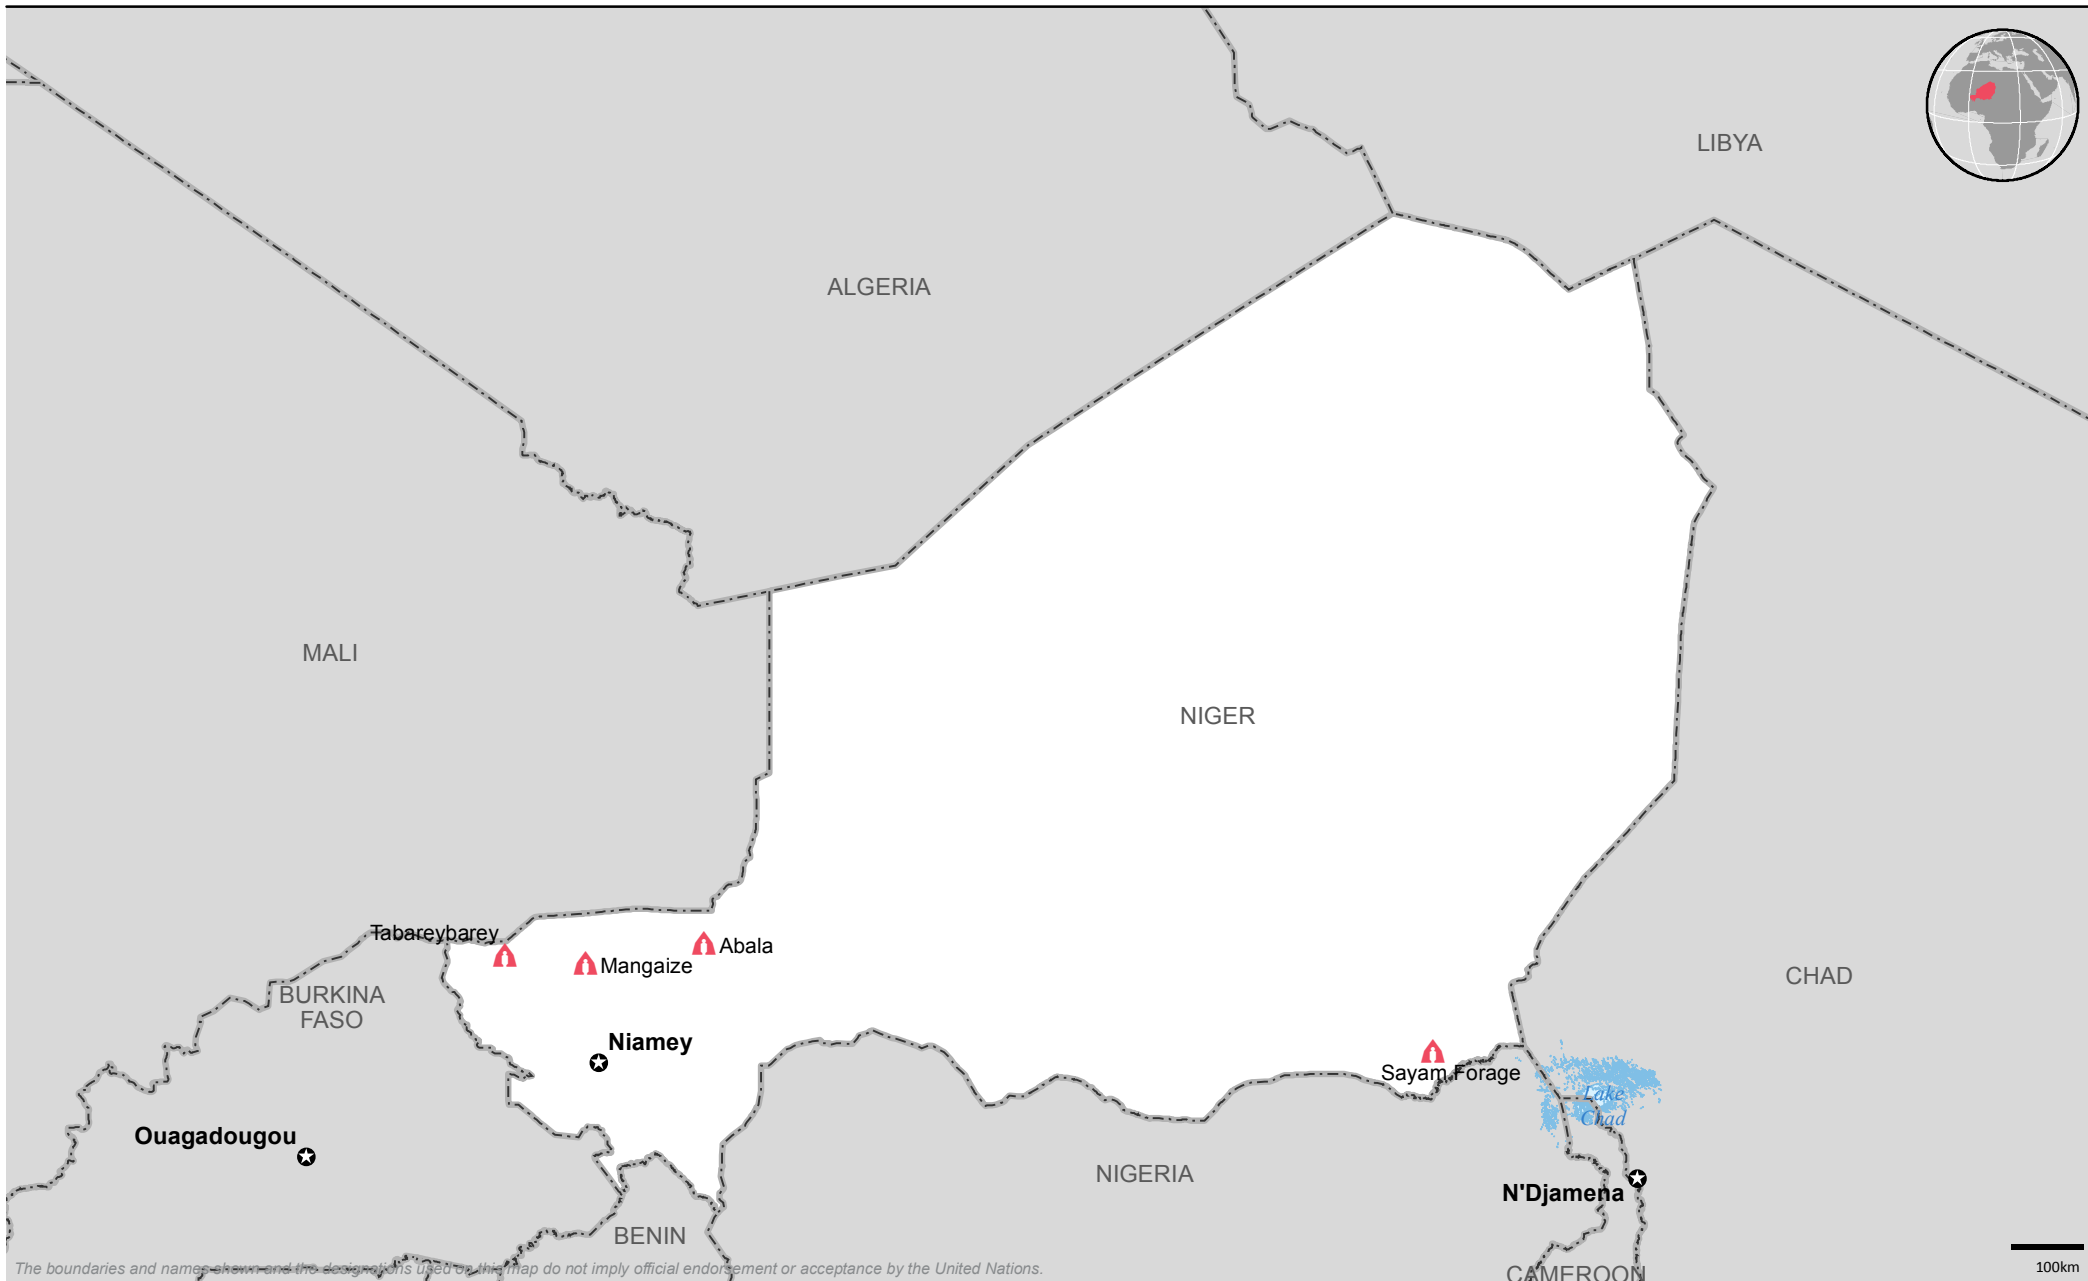 LIBYA
ALGERIA
MALI
NIGER
Tabareybarey
Abala
Mangaize
CHAD
BURKINA
FASO
Niamey
Sayam Forage
Lake
Chad
Ouagadougou
NIGERIA
N'Djamena
BENIN
The boundaries and names shown and the designations used on this map do not imply official endorsement or acceptance by the United Nations.
CAMEROON
100km